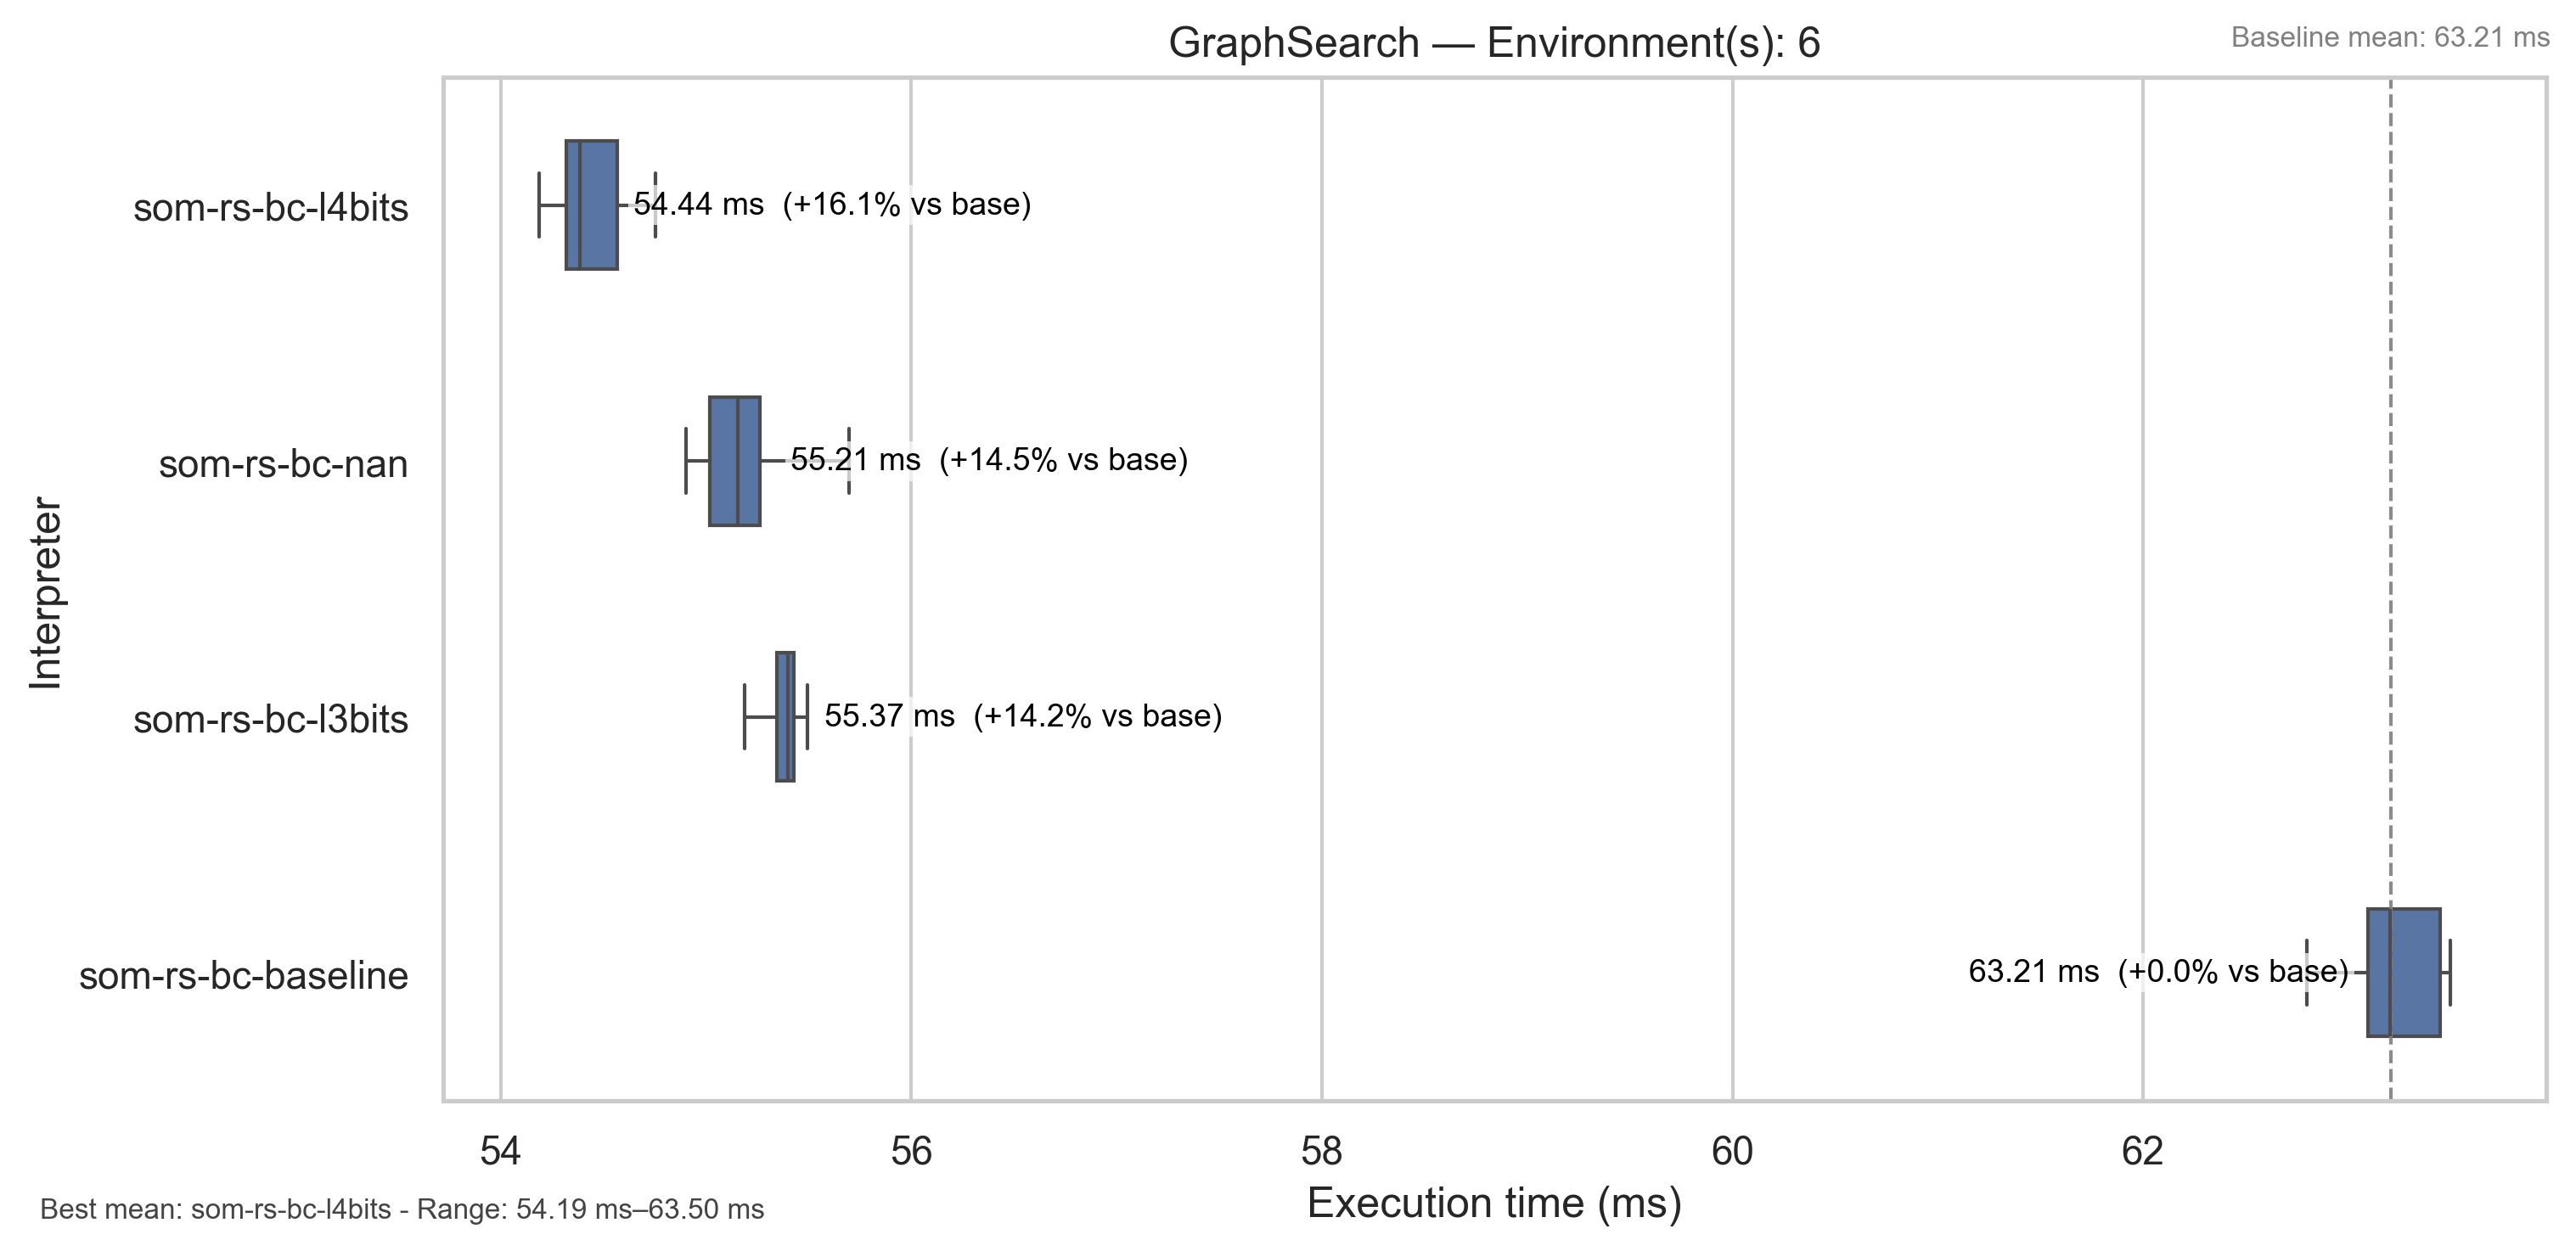 GraphSearch — Environment(s): 6
Baseline mean: 63.21 ms
Interpreter
som-rs-bc-l4bits
54.44 ms (+16.1% vs base)
som-rs-bc-nan
55.21 ms (+14.5% vs base)
som-rs-bc-l3bits
55.37 ms (+14.2% vs base)
som-rs-bc-baseline
63.21 ms (+0.0% vs base)
54 56 58 60 62
Execution time (ms)
Best mean: som-rs-bc-l4bits - Range: 54.19 ms–63.50 ms